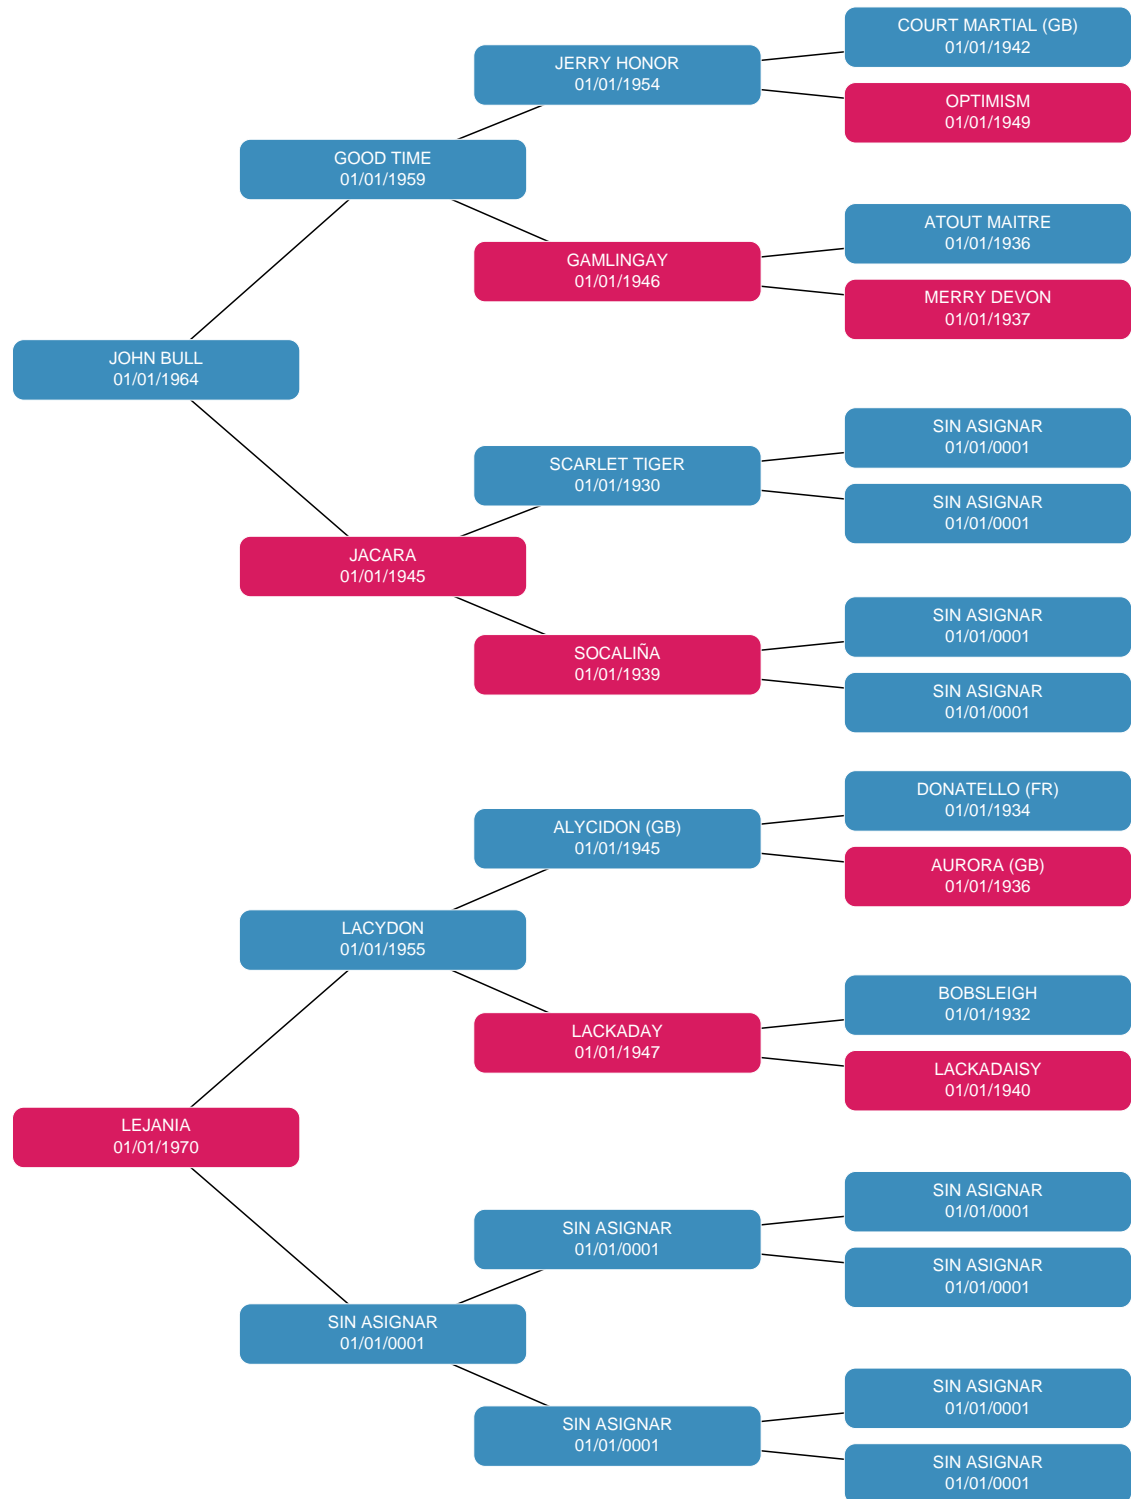 COURT MARTIAL (GB)
01/01/1942
JERRY HONOR
01/01/1954
OPTIMISM
01/01/1949
GOOD TIME
01/01/1959
ATOUT MAITRE
01/01/1936
GAMLINGAY
01/01/1946
MERRY DEVON
01/01/1937
JOHN BULL
01/01/1964
SIN ASIGNAR
01/01/0001
SCARLET TIGER
01/01/1930
SIN ASIGNAR
01/01/0001
JACARA
01/01/1945
SIN ASIGNAR
01/01/0001
SOCALIÑA
01/01/1939
SIN ASIGNAR
01/01/0001
DONATELLO (FR)
01/01/1934
ALYCIDON (GB)
01/01/1945
AURORA (GB)
01/01/1936
LACYDON
01/01/1955
BOBSLEIGH
01/01/1932
LACKADAY
01/01/1947
LACKADAISY
01/01/1940
LEJANIA
01/01/1970
SIN ASIGNAR
01/01/0001
SIN ASIGNAR
01/01/0001
SIN ASIGNAR
01/01/0001
SIN ASIGNAR
01/01/0001
SIN ASIGNAR
01/01/0001
SIN ASIGNAR
01/01/0001
SIN ASIGNAR
01/01/0001